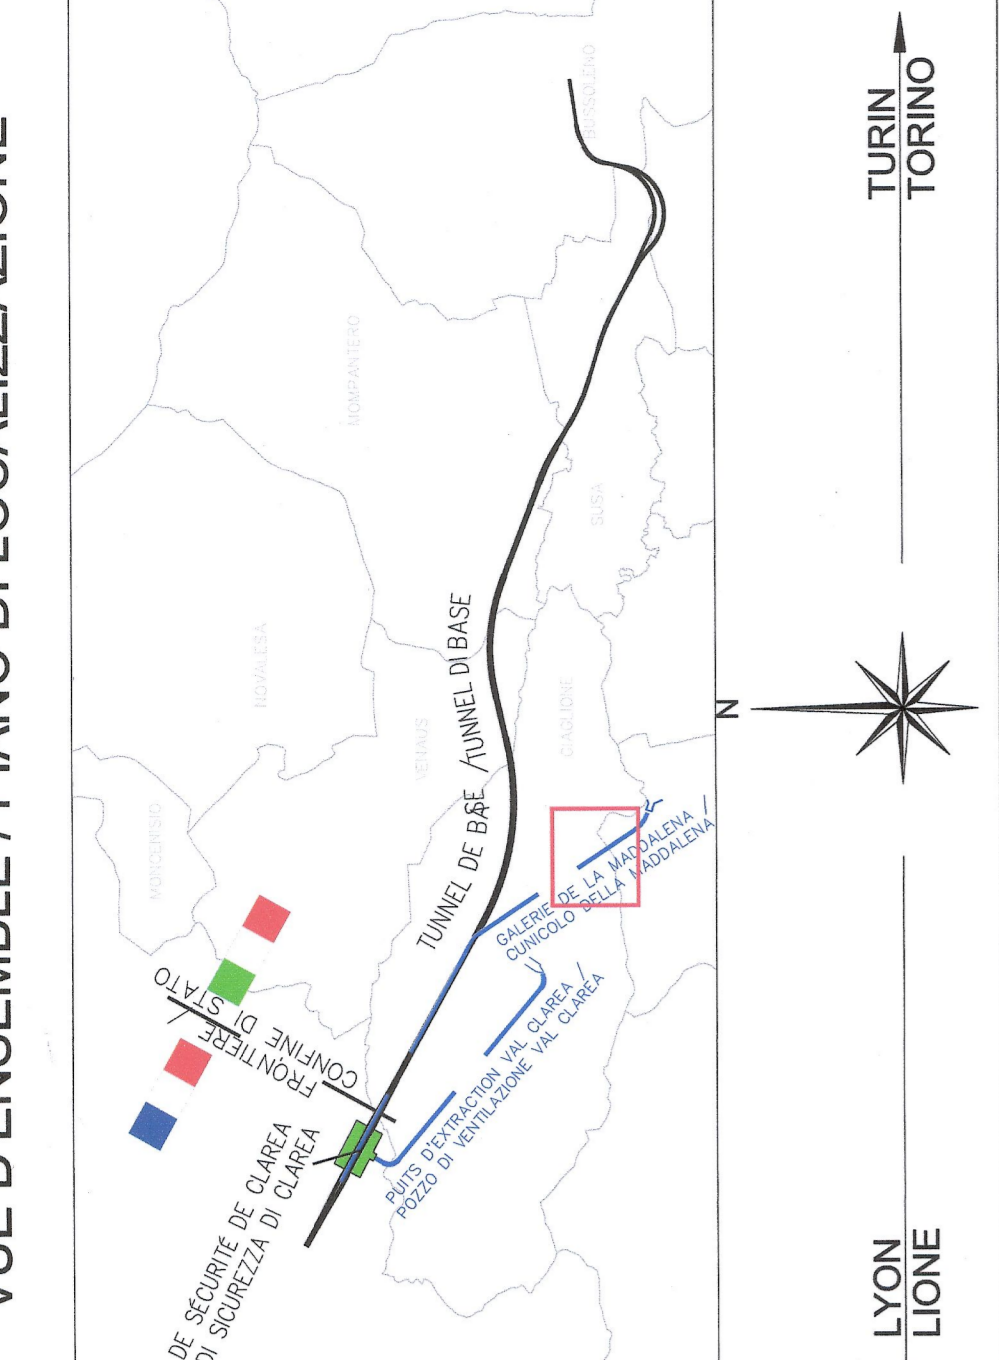 VUE D'ENSEMBLE / PIANO DI LOCALIZZAZIONE
BUSSOLENO
MOMPANTERO
SUSA
NOVALESA
VENAUS
GIAGLIONE
MONCENISIO
TUNNEL DE BASE / TUNNEL DI BASE
GALERIE DE LA MADDALENA /
CUNICOLO DELLA MADDALENA
PUITS D'EXTRACTION VAL CLAREA /
POZZO DI VENTILAZIONE VAL CLAREA
FRONTIERE /
CONFINE DI STATO
DE SÉCURITÉ DE CLAREA
DI SICUREZZA DI CLAREA
N
LYON
LIONE
TURIN
TORINO